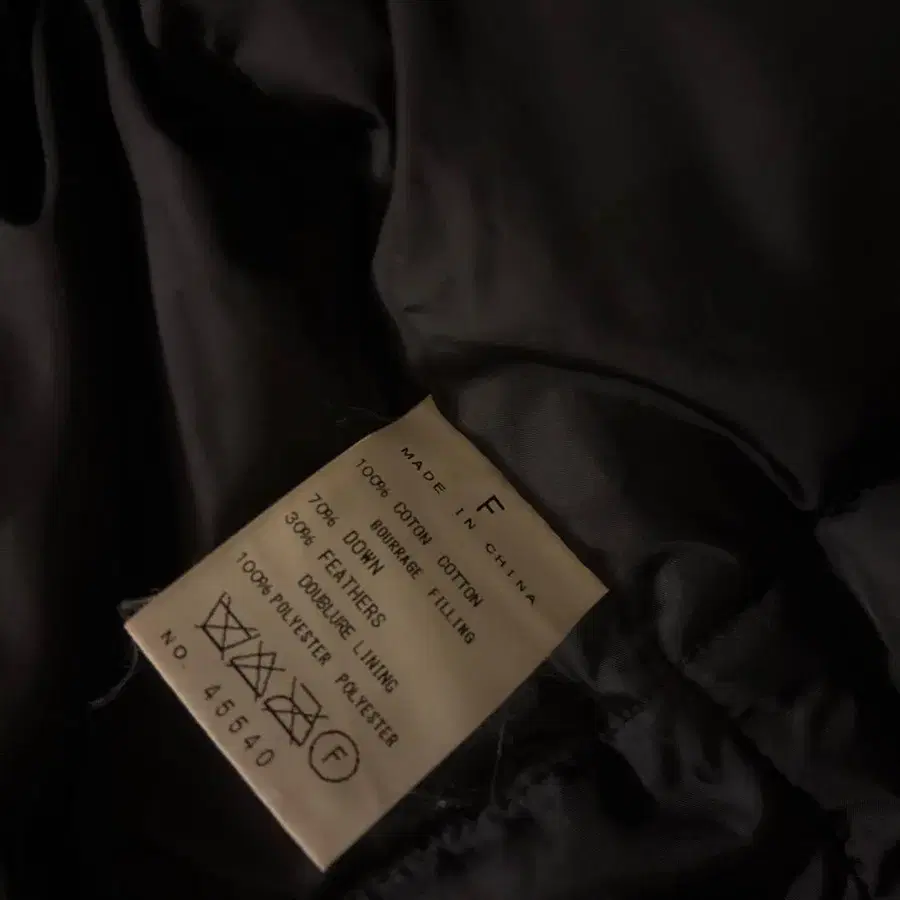 F
MADE IN CHINA
100% COTON COTTON
BOURRAGE FILLING
70% DOWN
30% FEATHERS
DOUBLURE LINING
100% POLYESTER POLYESTER
F
NO. 45540